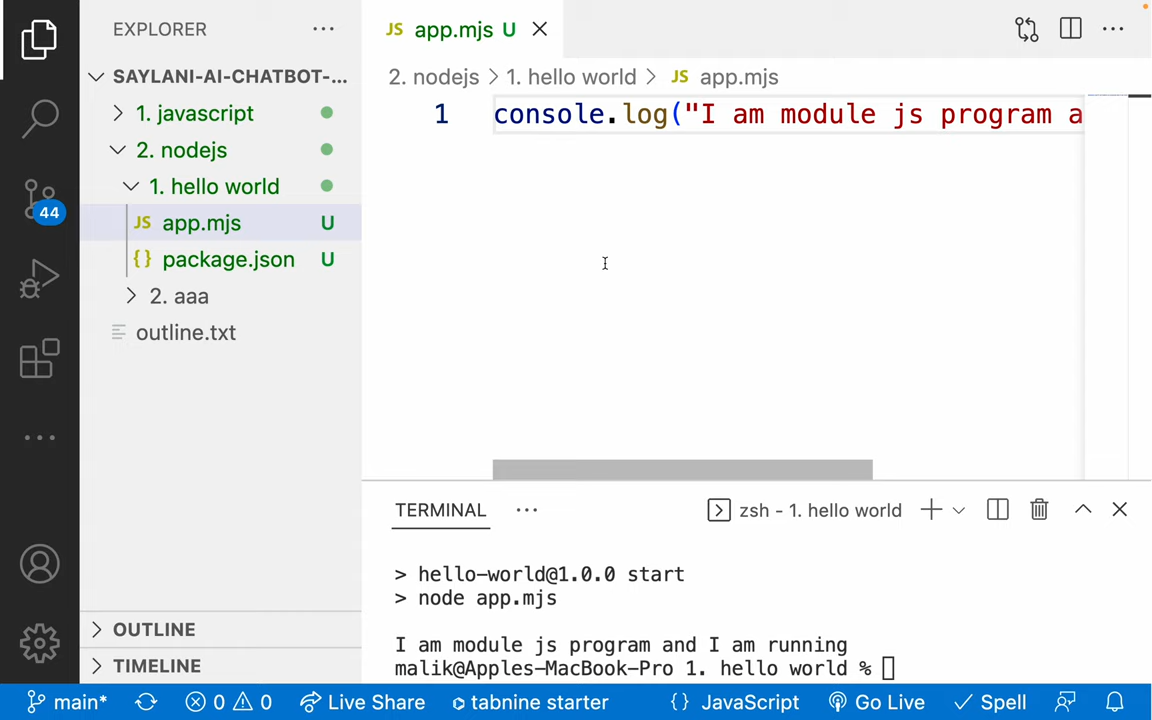 EXPLORER
SAYLANI-AI-CHATBOT-...
1. javascript
2. nodejs
1. hello world
JS app.mjs U
{} package.json U
2. aaa
outline.txt
OUTLINE
TIMELINE
44
JS app.mjs U
2. nodejs > 1. hello world > JS app.mjs
1 console.log("I am module js program a
TERMINAL
zsh - 1. hello world
> hello-world@1.0.0 start
> node app.mjs
I am module js program and I am running
malik@Apples-MacBook-Pro 1. hello world %
main* 0 0 Live Share tabnine starter {} JavaScript Go Live Spell